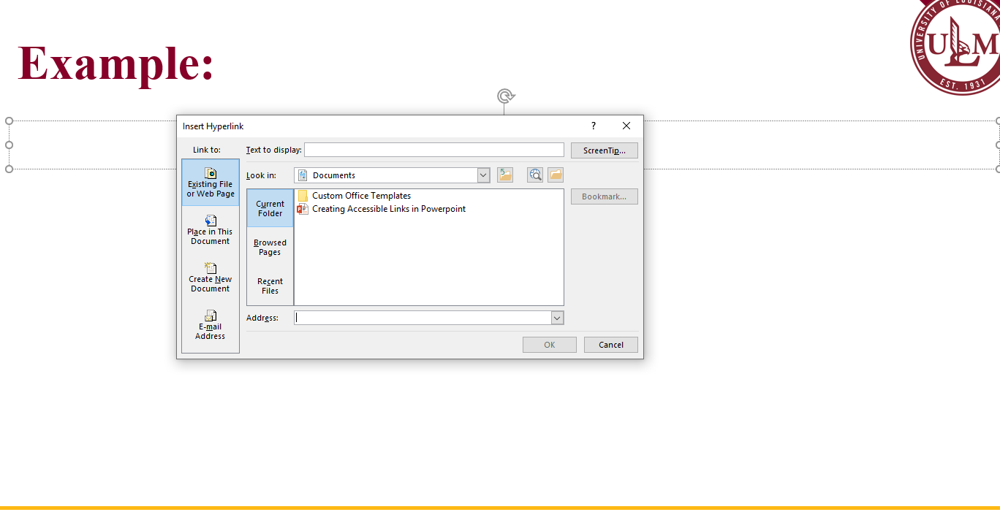 UNIVERSITY OF LOUISIANA
ULM
EST. 1931
Example:
Insert Hyperlink
?
Link to:
Text to display:
ScreenTip...
Existing File
or Web Page
Look in:
Documents
Current
Folder
Custom Office Templates
Creating Accessible Links in Powerpoint
Bookmark...
Place in This
Document
Browsed
Pages
Create New
Document
Recent
Files
E-mail
Address
Address:
OK
Cancel